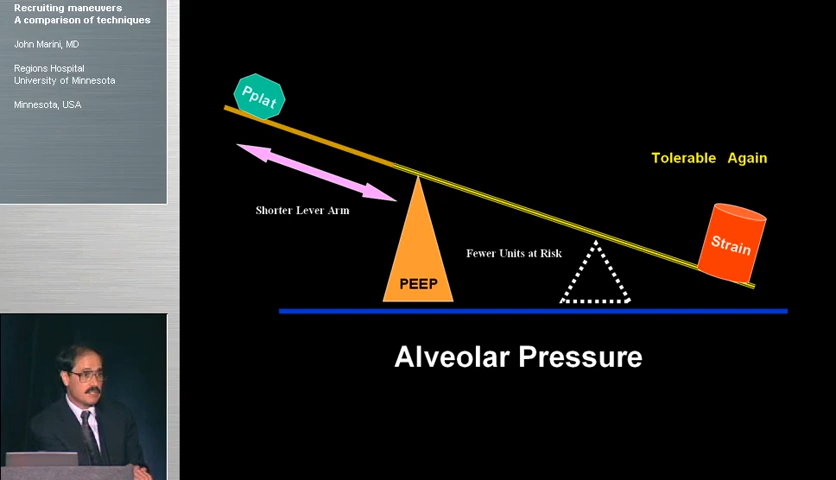 Recruiting maneuvers
A comparison of techniques
John Marini, MD
Regions Hospital
University of Minnesota
Minnesota, USA
Pplat
Tolerable Again
Shorter Lever Arm
Strain
Fewer Units at Risk
PEEP
Alveolar Pressure